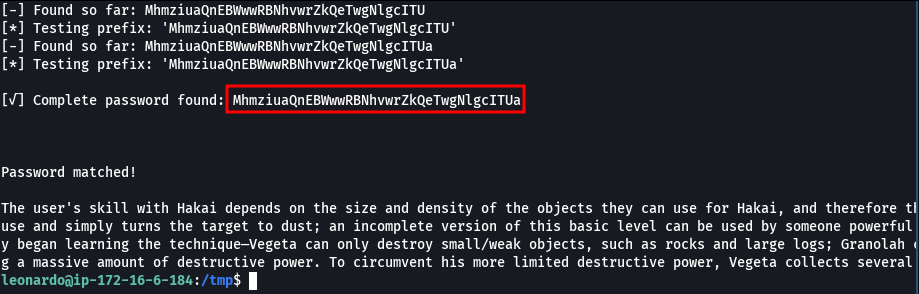 [-] Found so far: MhmziuaQnEBWwwRBNhvwrZkQeTwgNlgcITU
[*] Testing prefix: 'MhmziuaQnEBWwwRBNhvwrZkQeTwgNlgcITU'
[-] Found so far: MhmziuaQnEBWwwRBNhvwrZkQeTwgNlgcITUa
[*] Testing prefix: 'MhmziuaQnEBWwwRBNhvwrZkQeTwgNlgcITUa'
[√] Complete password found: MhmziuaQnEBWwwRBNhvwrZkQeTwgNlgcITUa
Password matched!
The user's skill with Hakai depends on the size and density of the objects they can use for Hakai, and therefore th
use and simply turns the target to dust; an incomplete version of this basic level can be used by someone powerful
y began learning the technique—Vegeta can only destroy small/weak objects, such as rocks and large logs; Granolah
g a massive amount of destructive power. To circumvent his more limited destructive power, Vegeta collects several
leonardo@ip-172-16-6-184:/tmp$